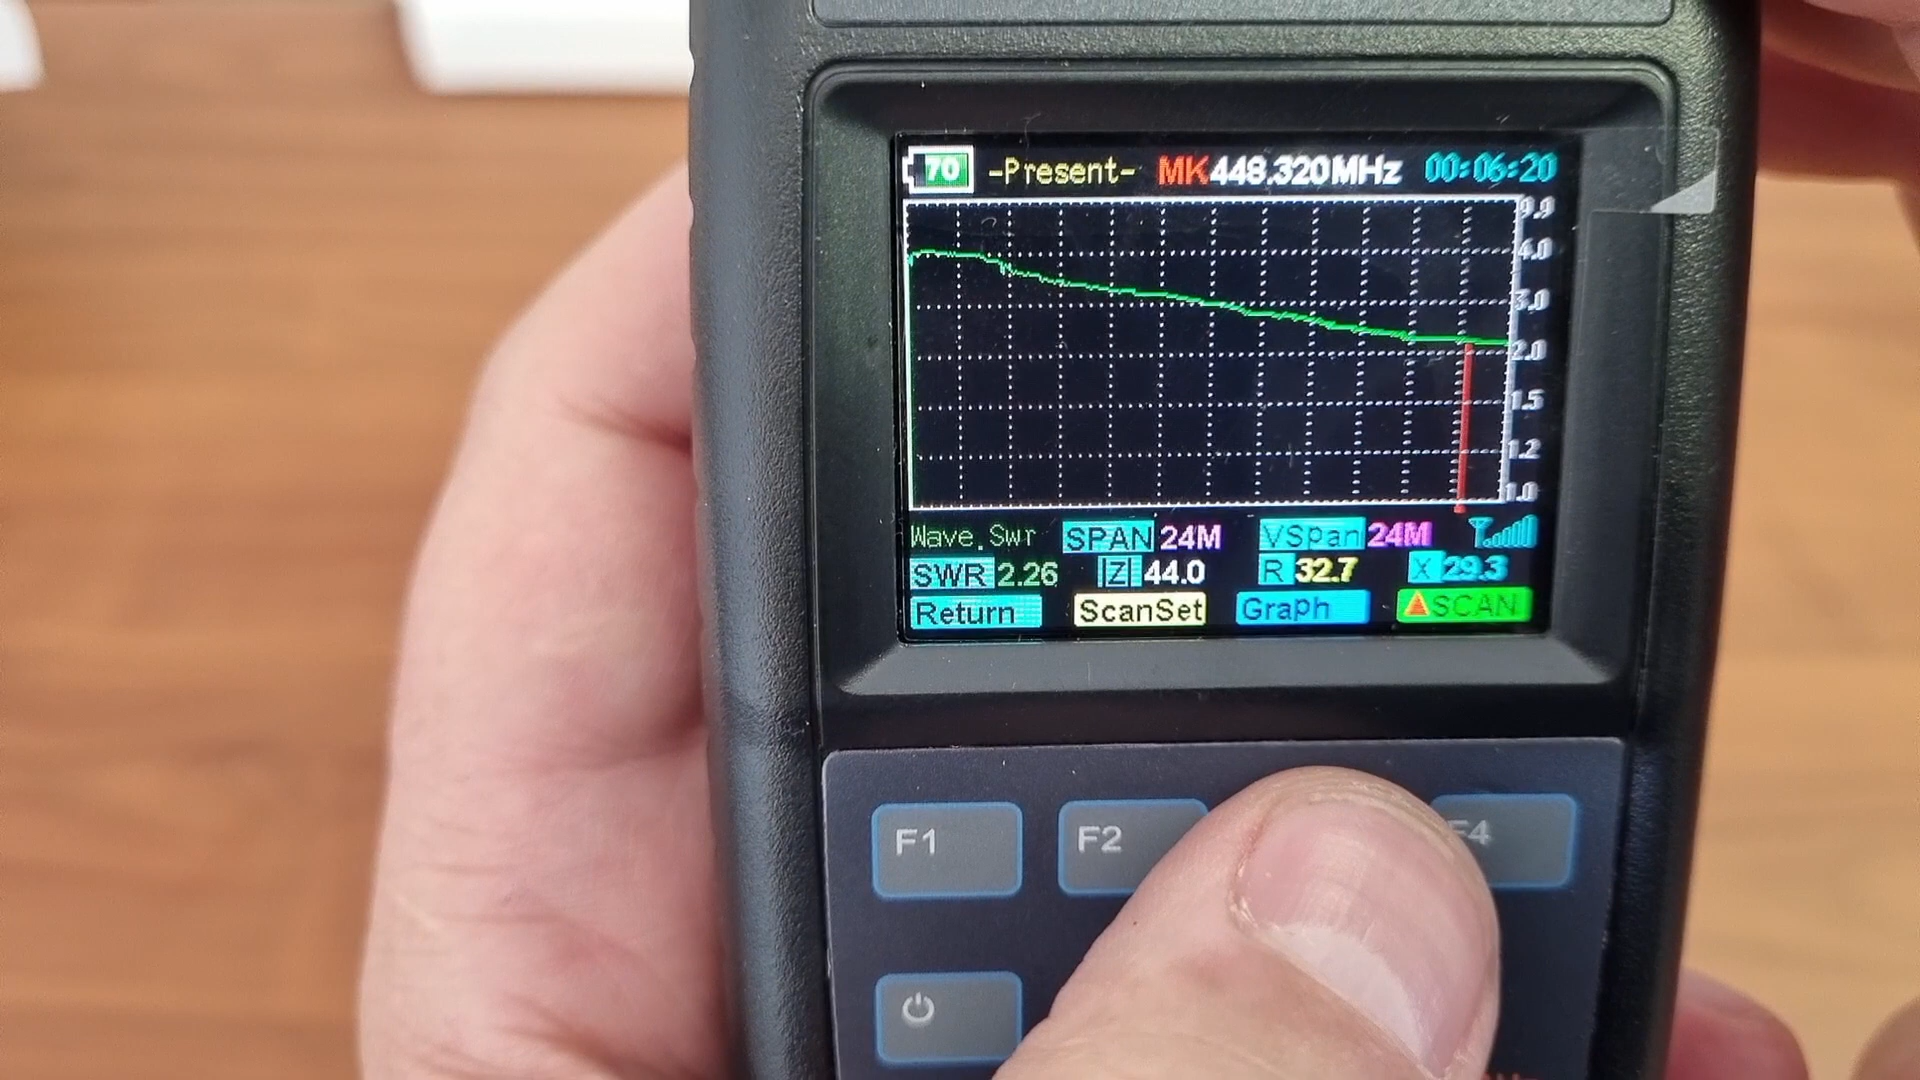 70 -Present- MK448.320MHz 00:06:20
9.9
4.0
3.0
2.0
1.5
1.2
1.0
Wave.Swr SPAN 24M VSpan 24M
SWR 2.26 |Z| 44.0 R 32.7 X 29.3
Return ScanSet Graph SCAN
F1 F2 F4